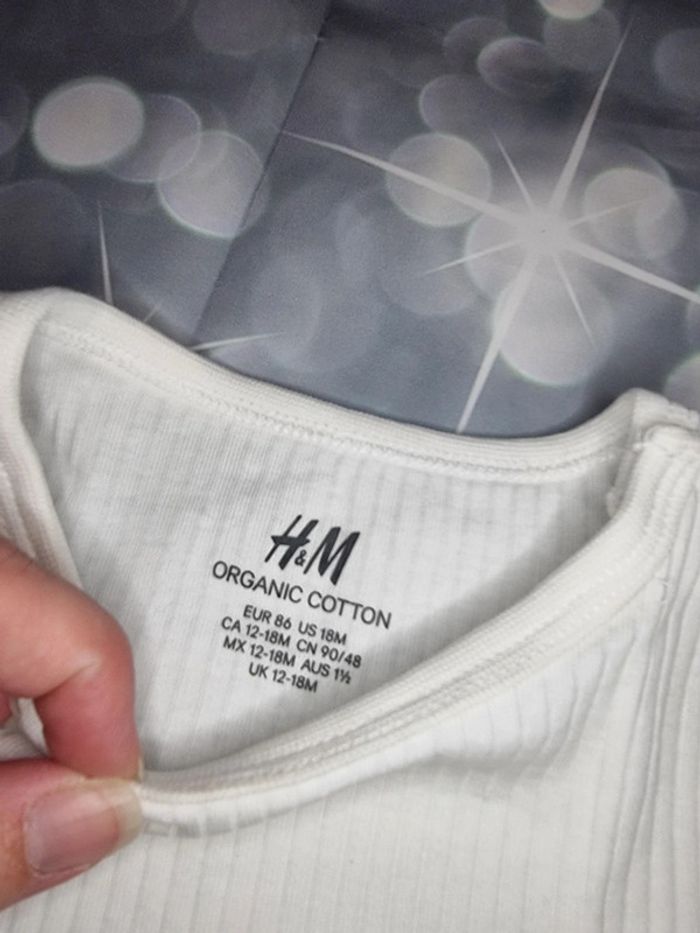 H&M
ORGANIC COTTON
EUR 86 US 18M
CA 12-18M CN 90/48
MX 12-18M AUS 1½
UK 12-18M